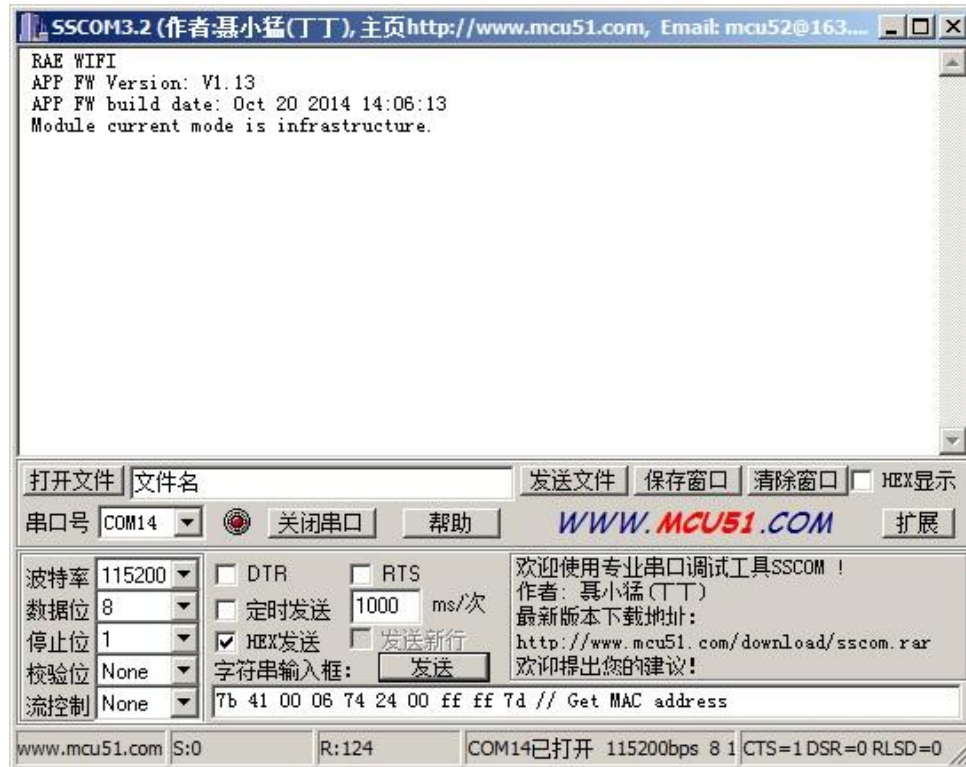 SSCOM3.2 (作者:聂小猛(丁丁), 主页http://www.mcu51.com,  Email: mcu52@163....
RAE WIFI
APP FW Version: V1.13
APP FW build date: Oct 20 2014 14:06:13
Module current mode is infrastructure.
打开文件 文件名 发送文件 保存窗口 清除窗口 HEX显示
串口号 COM14 关闭串口 帮助 WWW.MCU51.COM 扩展
波特率 115200 DTR RTS
数据位 8 定时发送 1000 ms/次
停止位 1 HEX发送 发送新行
校验位 None 字符串输入框: 发送
流控制 None 7b 41 00 06 74 24 00 ff ff 7d // Get MAC address
欢迎使用专业串口调试工具SSCOM !
作者: 聂小猛(丁丁)
最新版本下载地址:
http://www.mcu51.com/download/sscom.rar
欢迎提出您的建议!
www.mcu51.com S:0 R:124 COM14已打开 115200bps 8 1 CTS=1 DSR=0 RLSD=0